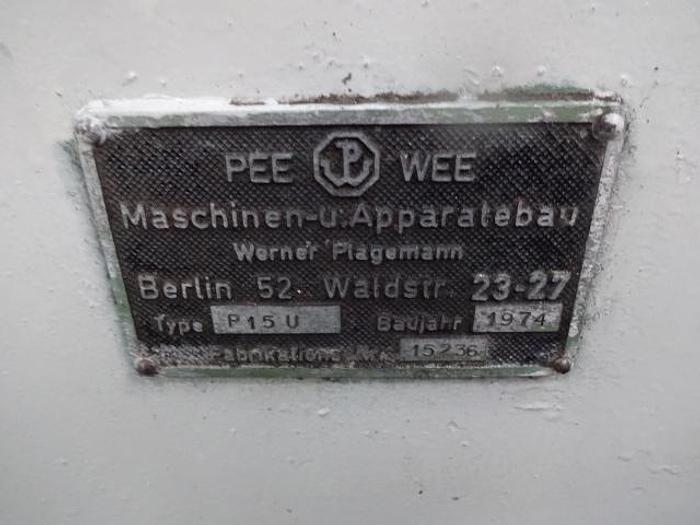 PEE WEE
Maschinen-u. Apparatebau
Werner Plagemann
Berlin 52 Waldstr. 23-27
Type P15U Baujahr 1974
Fabrikations Nr. 15236